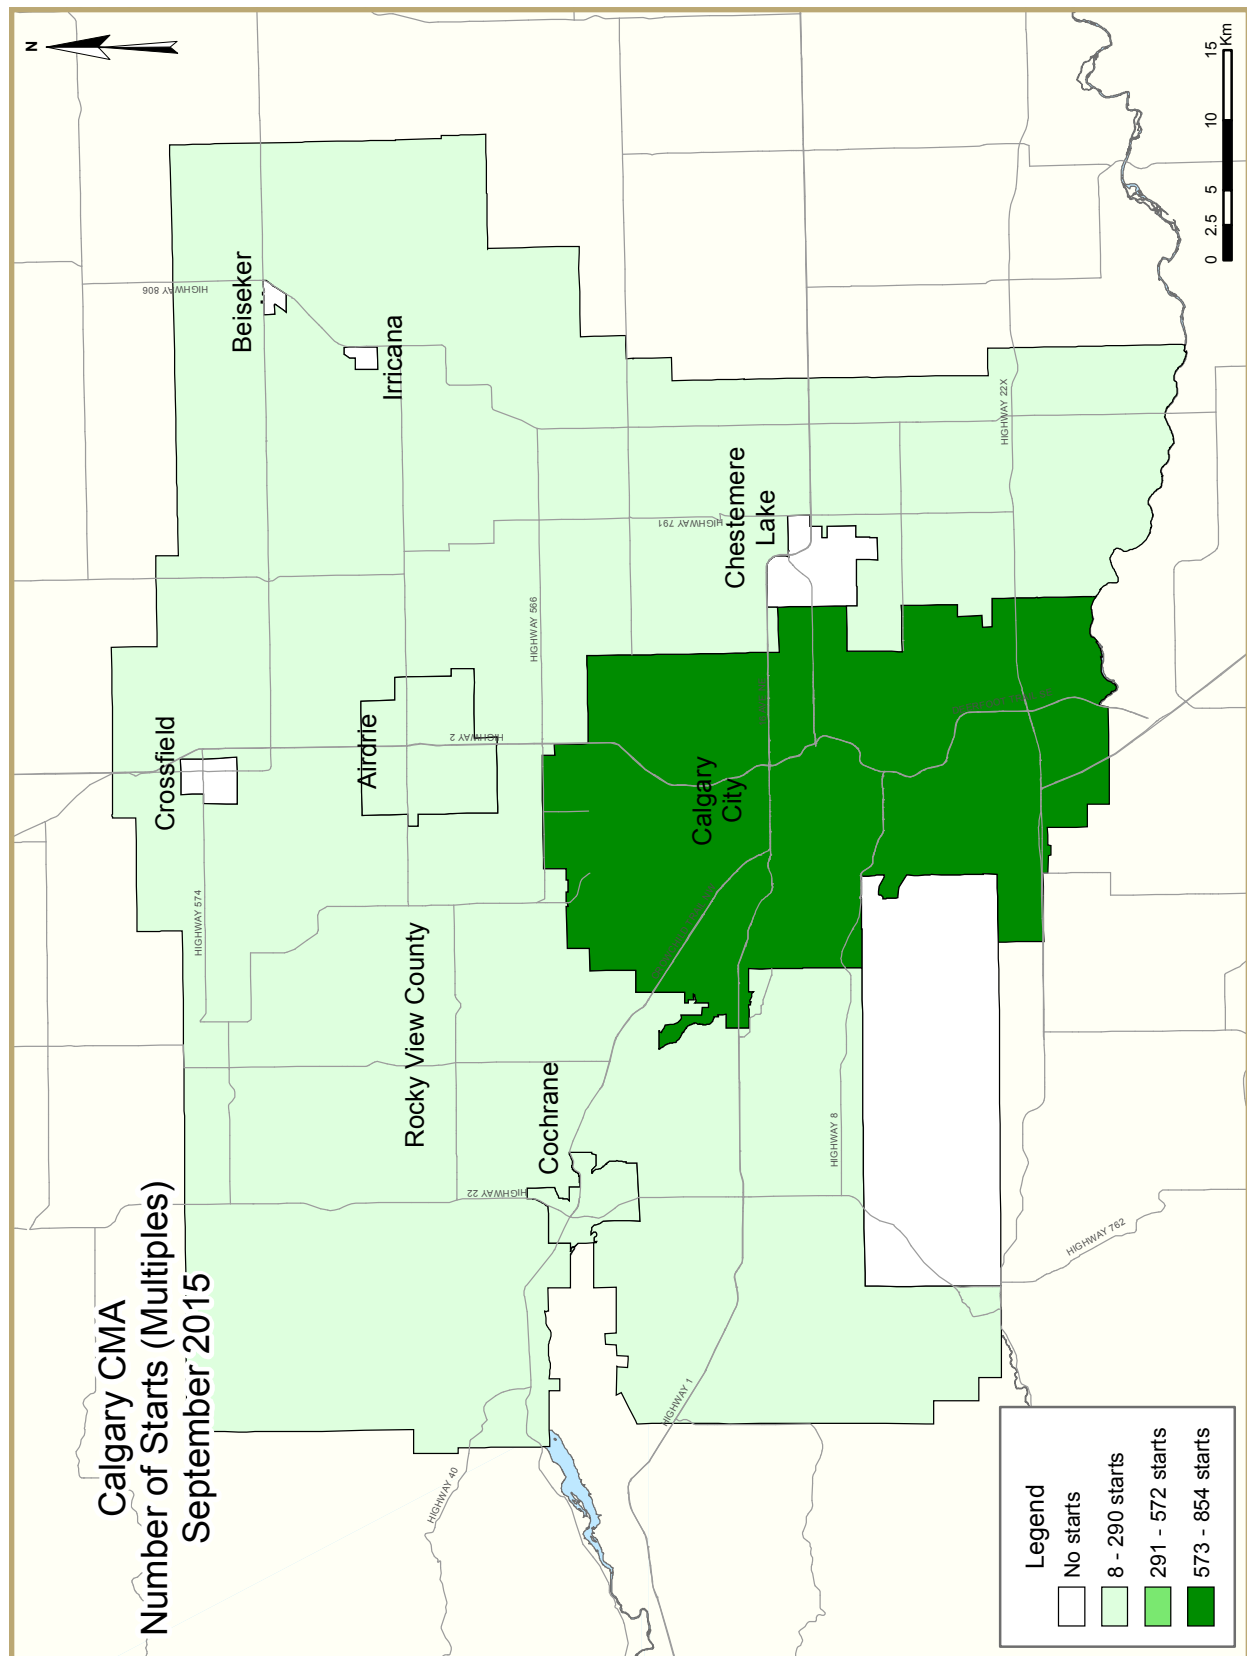 Calgary CMA
Number of Starts (Multiples)
September 2015
N
HIGHWAY 806
Beiseker
Irricana
Crossfield
HIGHWAY 574
Airdrie
HIGHWAY 2
HIGHWAY 566
HIGHWAY 791
Chestemere
Lake
Rocky View County
Cochrane
HIGHWAY 22
Calgary
City
HIGHWAY 22X
HIGHWAY 8
HIGHWAY 1
HIGHWAY 40
HIGHWAY 762
Legend
No starts
8 - 290 starts
291 - 572 starts
573 - 854 starts
0 2.5 5 10 15
Km